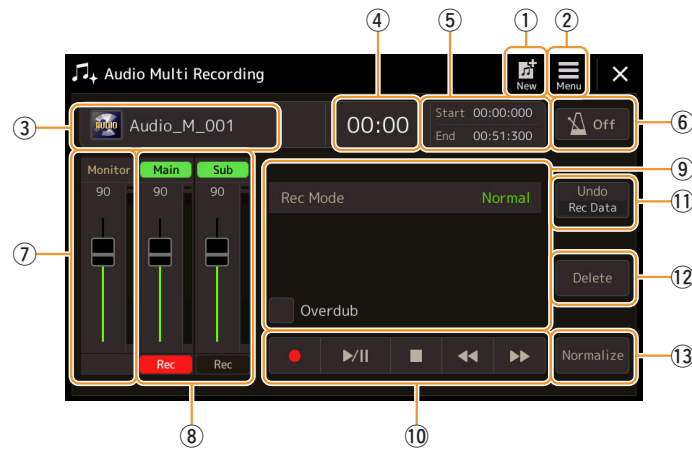 ④ ⑤ ① ②
Audio Multi Recording
New
Menu
③
AUDIO
Audio_M_001
00:00
Start 00:00:000
End 00:51:300
Off
⑥
Monitor
Main
Sub
90
90
90
⑨
Rec Mode Normal
Undo
Rec Data
⑪
⑦
Delete
⑫
Overdub
Rec
Rec
Normalize
⑬
⑧ ⑩